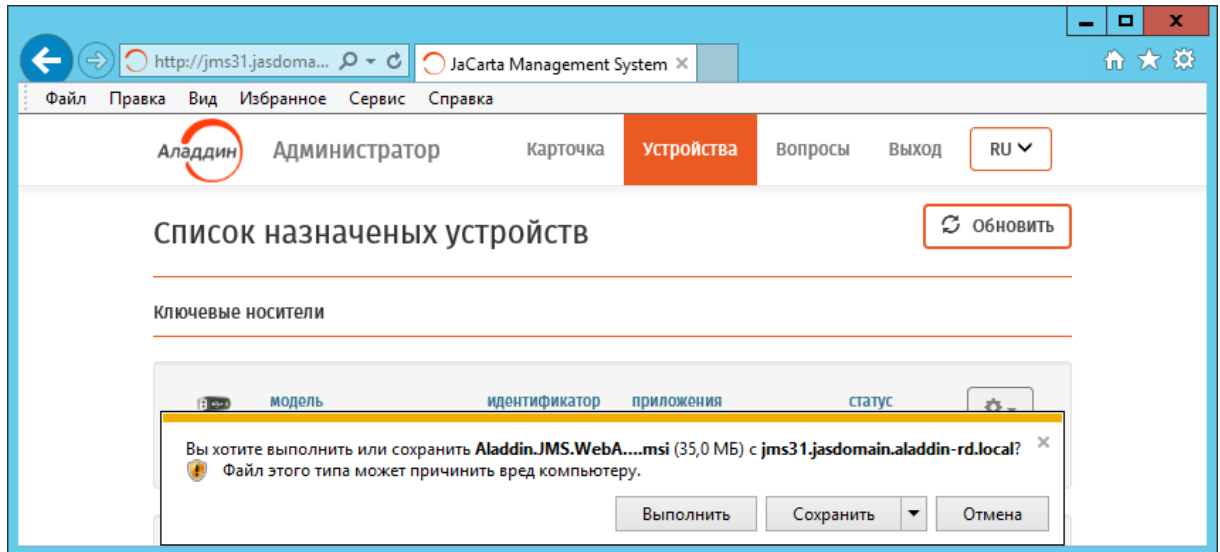 http://jms31.jasdoma...
JaCarta Management System
Файл Правка Вид Избранное Сервис Справка
Аладдин Администратор Карточка Устройства Вопросы Выход RU
Список назначеных устройств Обновить
Ключевые носители
модель идентификатор приложения статус
Вы хотите выполнить или сохранить Aladdin.JMS.WebA....msi (35,0 МБ) с jms31.jasdomain.aladdin-rd.local?
Файл этого типа может причинить вред компьютеру.
Выполнить Сохранить Отмена